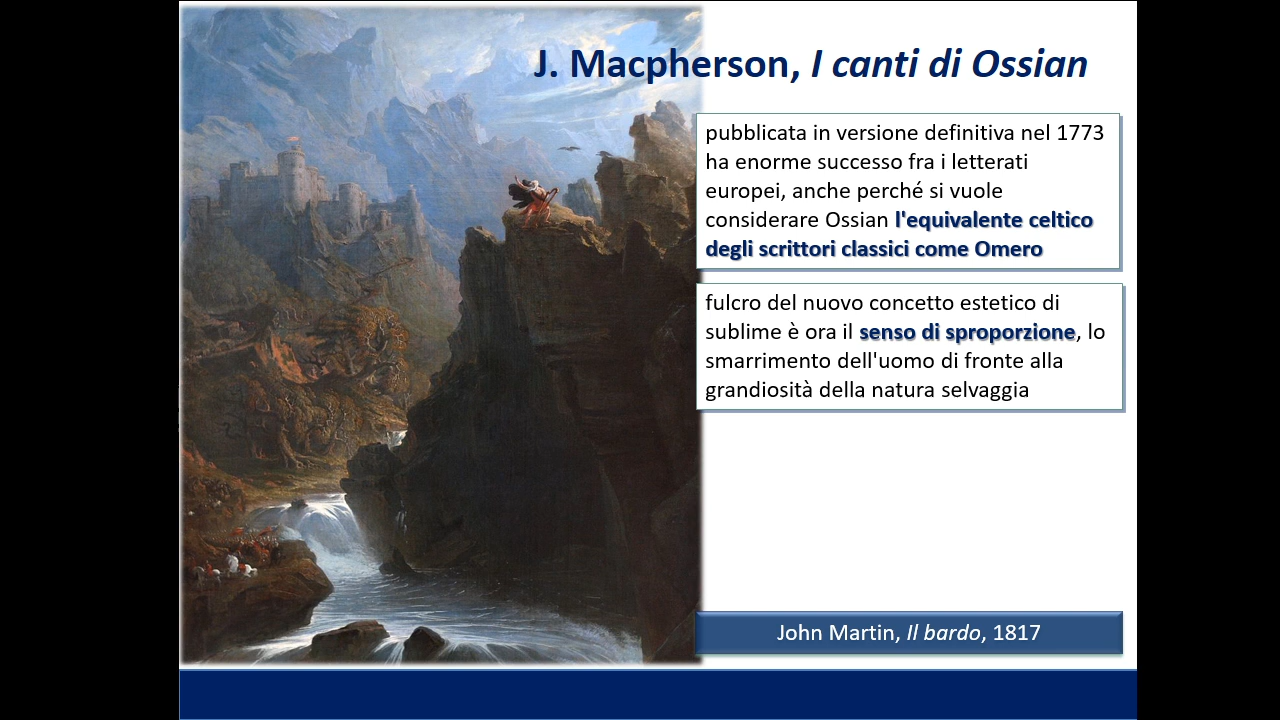 J. Macpherson, I canti di Ossian
pubblicata in versione definitiva nel 1773
ha enorme successo fra i letterati
europei, anche perché si vuole
considerare Ossian l'equivalente celtico
degli scrittori classici come Omero
fulcro del nuovo concetto estetico di
sublime è ora il senso di sproporzione, lo
smarrimento dell'uomo di fronte alla
grandiosità della natura selvaggia
John Martin, Il bardo, 1817